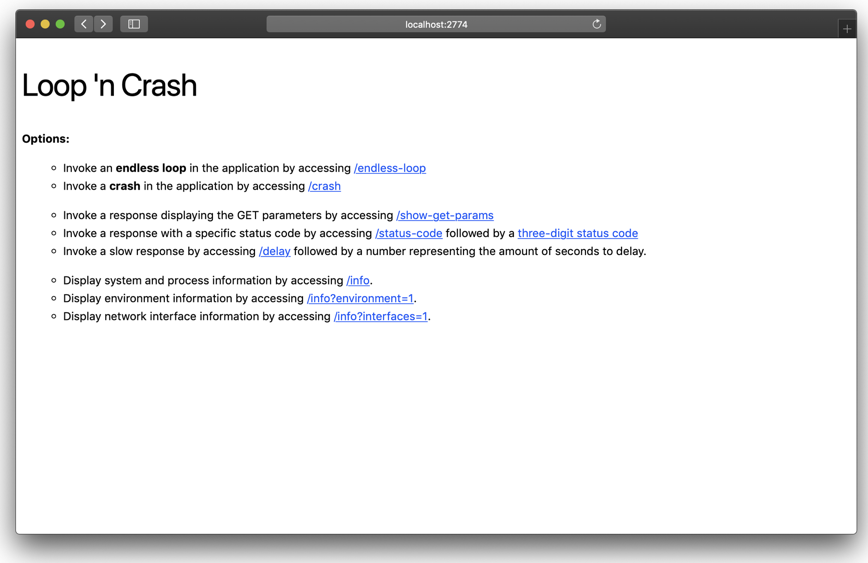 localhost:2774
Loop 'n Crash
Options:
Invoke an endless loop in the application by accessing /endless-loop
Invoke a crash in the application by accessing /crash
Invoke a response displaying the GET parameters by accessing /show-get-params
Invoke a response with a specific status code by accessing /status-code followed by a three-digit status code
Invoke a slow response by accessing /delay followed by a number representing the amount of seconds to delay.
Display system and process information by accessing /info.
Display environment information by accessing /info?environment=1.
Display network interface information by accessing /info?interfaces=1.